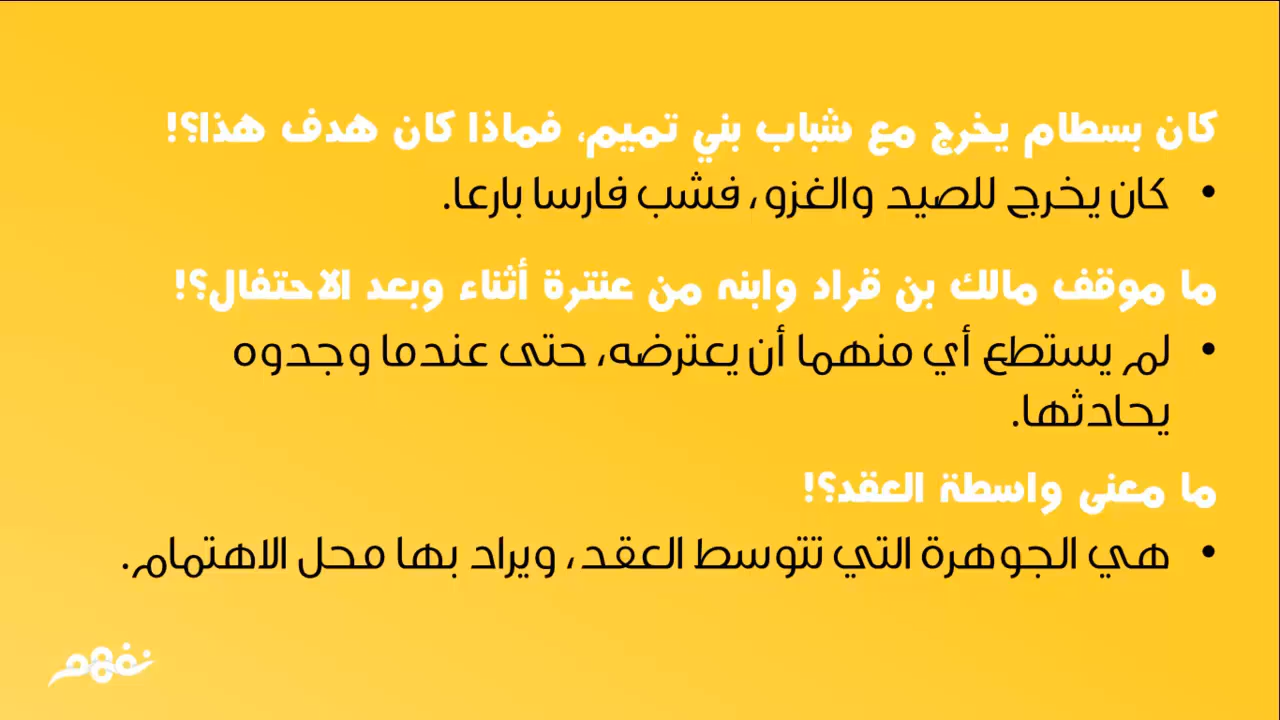 كان بسطام يخرج مع شباب بني تميم، فماذا كان هدف هذا؟!
• كان يخرج للصيد والغزو، فشب فارسا بارعا.
ما موقف مالك بن قراد وابنه من عنترة أثناء وبعد الاحتفال؟!
• لم يستطع أي منهما أن يعترضه، حتى عندما وجدوه
يحادثها.
ما معنى واسطة العقد؟!
• هي الجوهرة التي تتوسط العقد، ويراد بها محل الاهتمام.
نفهم